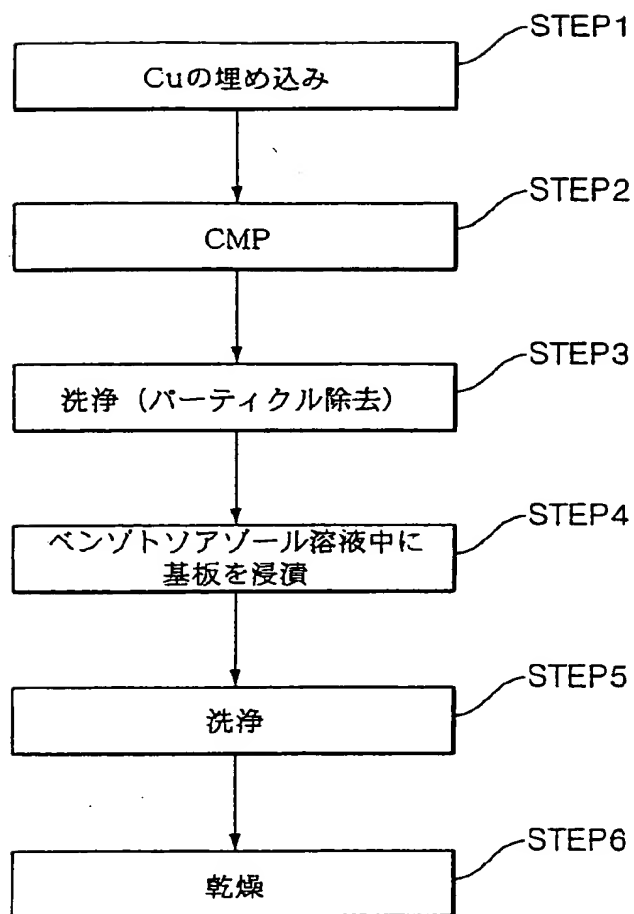 STEP1
Cuの埋め込み
STEP2
CMP
STEP3
洗浄（パーティクル除去）
STEP4
ベンゾトソアゾール溶液中に
基板を浸漬
STEP5
洗浄
STEP6
乾燥